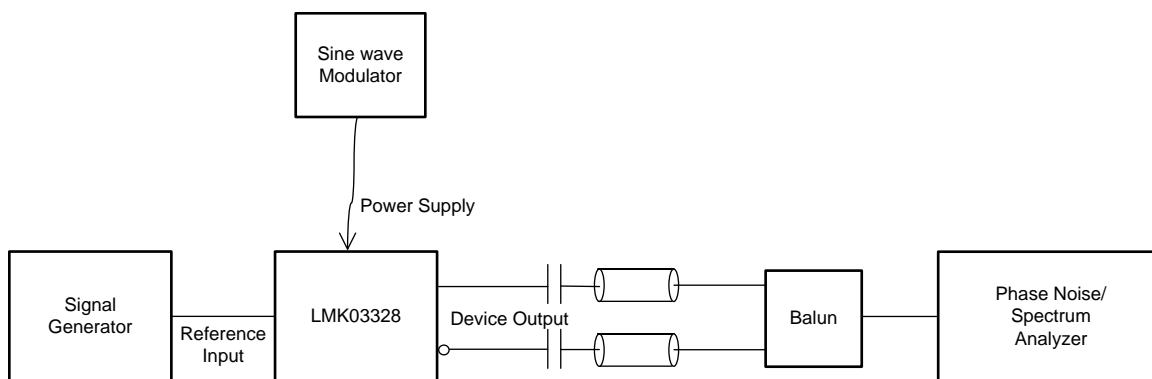 Sine wave
Modulator
Power Supply
Signal
Generator
Reference
Input
LMK03328
Device Output
Balun
Phase Noise/
Spectrum
Analyzer